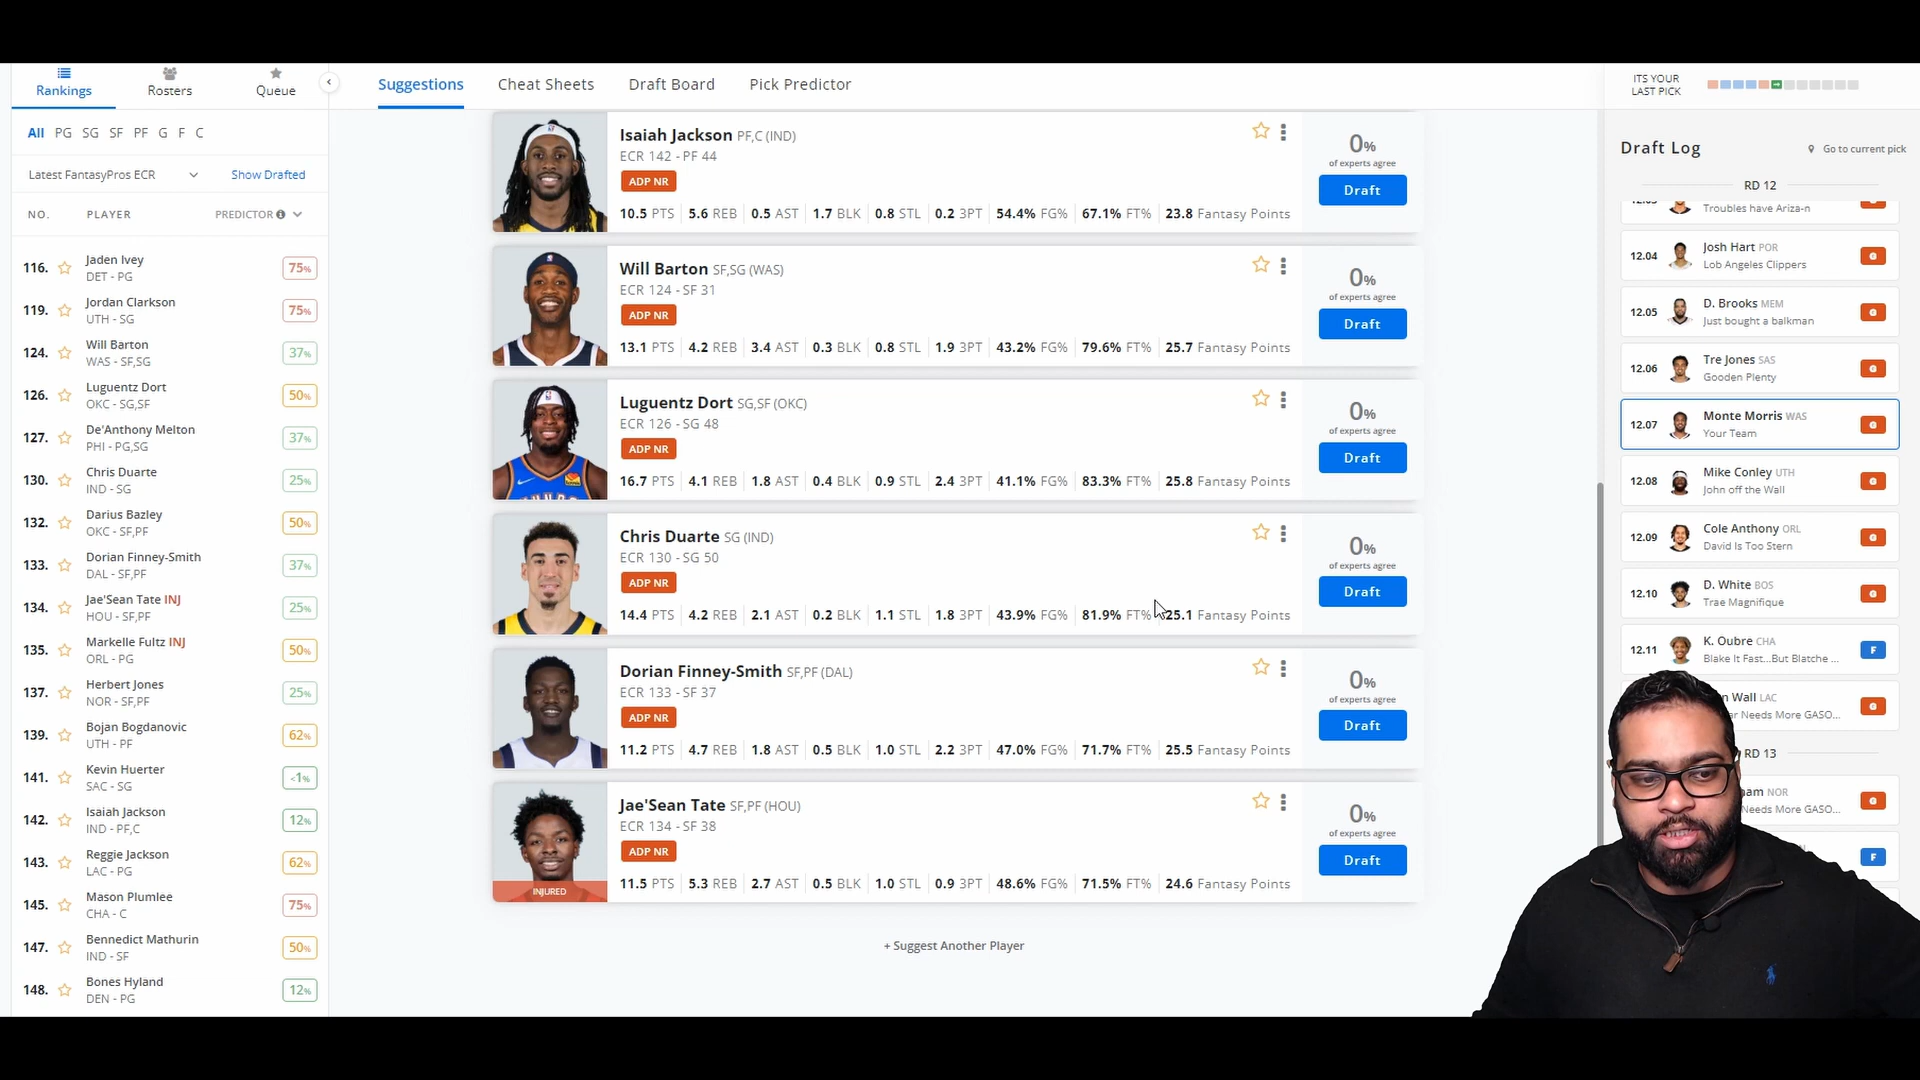 Rankings
Rosters
Queue
Suggestions
Cheat Sheets
Draft Board
Pick Predictor
ITS YOUR
LAST PICK
All PG SG SF PF G F C
Latest FantasyPros ECR
Show Drafted
NO. PLAYER PREDICTOR
116. Jaden Ivey 75%
DET - PG
119. Jordan Clarkson 75%
UTH - SG
124. Will Barton 37%
WAS - SF,SG
126. Luguentz Dort 50%
OKC - SG,SF
127. De'Anthony Melton 37%
PHI - PG,SG
130. Chris Duarte 25%
IND - SG
132. Darius Bazley 50%
OKC - SF,PF
133. Dorian Finney-Smith 37%
DAL - SF,PF
134. Jae'Sean Tate INJ 25%
HOU - SF,PF
135. Markelle Fultz INJ 50%
ORL - PG
137. Herbert Jones 25%
NOR - SF,PF
139. Bojan Bogdanovic 62%
UTH - PF
141. Kevin Huerter <1%
SAC - SG
142. Isaiah Jackson 12%
IND - PF,C
143. Reggie Jackson 62%
LAC - PG
145. Mason Plumlee 75%
CHA - C
147. Bennedict Mathurin 50%
IND - SF
148. Bones Hyland 12%
DEN - PG
Isaiah Jackson PF,C (IND)
ECR 142 - PF 44
ADP NR
10.5 PTS 5.6 REB 0.5 AST 1.7 BLK 0.8 STL 0.2 3PT 54.4% FG% 67.1% FT% 23.8 Fantasy Points
0%
of experts agree
Draft
Will Barton SF,SG (WAS)
ECR 124 - SF 31
ADP NR
13.1 PTS 4.2 REB 3.4 AST 0.3 BLK 0.8 STL 1.9 3PT 43.2% FG% 79.6% FT% 25.7 Fantasy Points
0%
of experts agree
Draft
Luguentz Dort SG,SF (OKC)
ECR 126 - SG 48
ADP NR
16.7 PTS 4.1 REB 1.8 AST 0.4 BLK 0.9 STL 2.4 3PT 41.1% FG% 83.3% FT% 25.8 Fantasy Points
0%
of experts agree
Draft
Chris Duarte SG (IND)
ECR 130 - SG 50
ADP NR
14.4 PTS 4.2 REB 2.1 AST 0.2 BLK 1.1 STL 1.8 3PT 43.9% FG% 81.9% FT% 25.1 Fantasy Points
0%
of experts agree
Draft
Dorian Finney-Smith SF,PF (DAL)
ECR 133 - SF 37
ADP NR
11.2 PTS 4.7 REB 1.8 AST 0.5 BLK 1.0 STL 2.2 3PT 47.0% FG% 71.7% FT% 25.5 Fantasy Points
0%
of experts agree
Draft
Jae'Sean Tate SF,PF (HOU)
ECR 134 - SF 38
ADP NR
INJURED
11.5 PTS 5.3 REB 2.7 AST 0.5 BLK 1.0 STL 0.9 3PT 48.6% FG% 71.5% FT% 24.6 Fantasy Points
0%
of experts agree
Draft
+ Suggest Another Player
Draft Log
Go to current pick
RD 12
Troubles have Ariza-n
12.04 Josh Hart POR G
Lob Angeles Clippers
12.05 D. Brooks MEM G
Just bought a balkman
12.06 Tre Jones SAS G
Gooden Plenty
12.07 Monte Morris WAS G
Your Team
12.08 Mike Conley UTH G
John off the Wall
12.09 Cole Anthony ORL G
David Is Too Stern
12.10 D. White BOS G
Trae Magnifique
12.11 K. Oubre CHA F
Blake It Fast...But Blatche ...
Wall LAC G
Needs More GASO...
RD 13
NOR G
Needs More GASO...
F